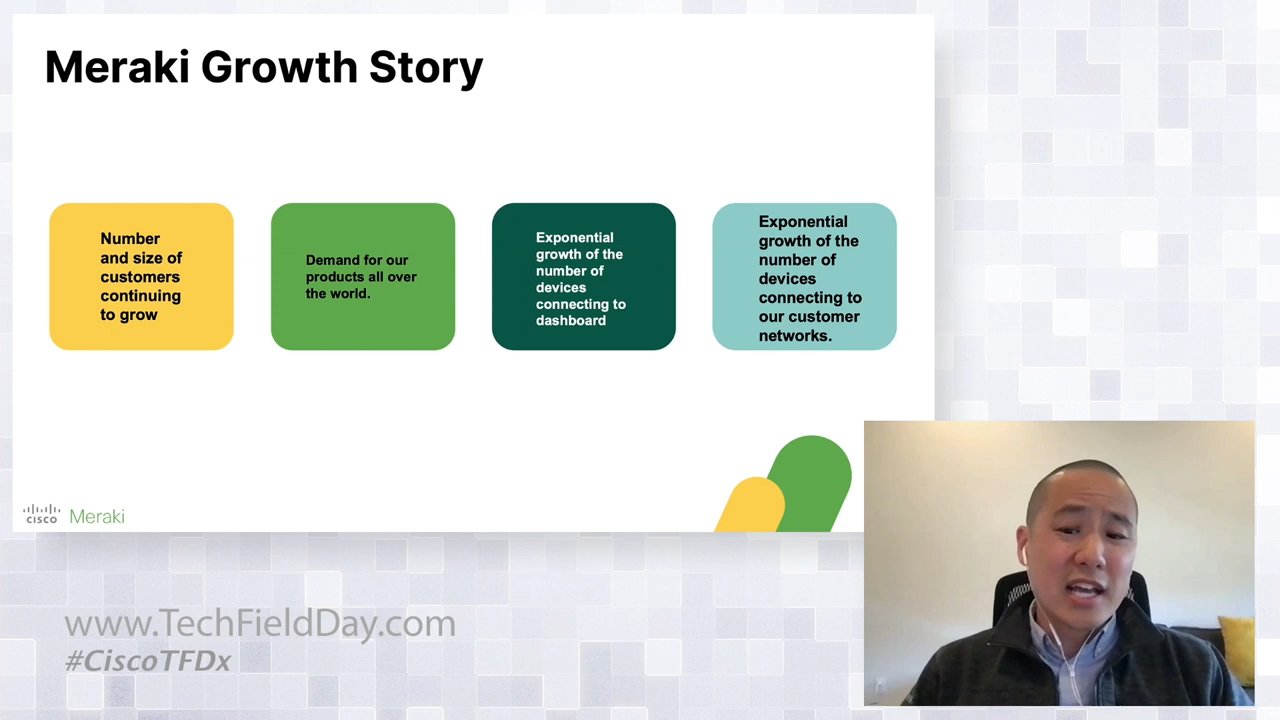 Meraki Growth Story
Number
and size of
customers
continuing
to grow
Demand for our
products all over
the world.
Exponential
growth of the
number of
devices
connecting to
dashboard
Exponential
growth of the
number of
devices
connecting to
our customer
networks.
CISCO Meraki
www.TechFieldDay.com
#CiscoTFDx